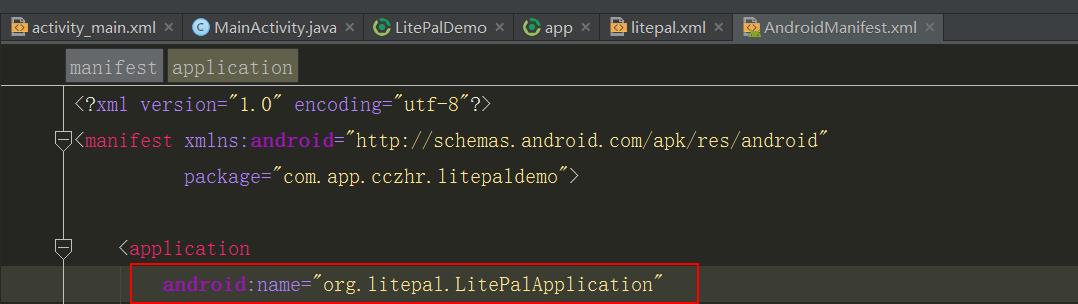 activity_main.xml × MainActivity.java × LitePalDemo × app × litepal.xml × AndroidManifest.xml ×
manifest application
<?xml version="1.0" encoding="utf-8"?>
<manifest xmlns:android="http://schemas.android.com/apk/res/android"
package="com.app.cczhr.litepaldemo">
<application
android:name="org.litepal.LitePalApplication"